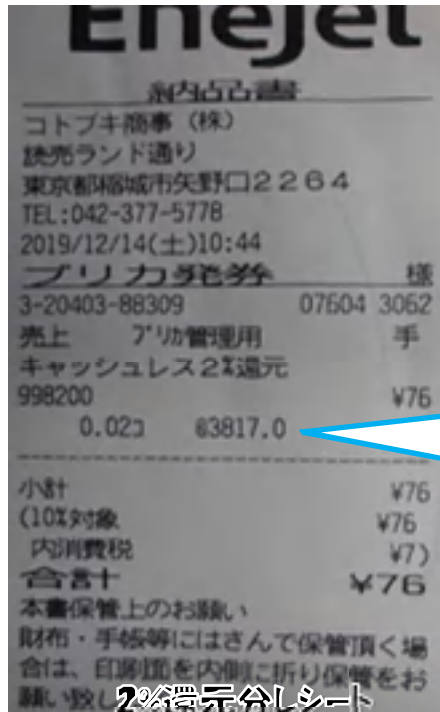 EneJet
納品書
コトブキ商事 (株)
読売ランド通り
東京都稲城市矢野口2264
TEL:042-377-5778
2019/12/14(土)10:44
プリカ発券 様
3-20403-88309 07604 3062
売上 プリカ管理用 手
キャッシュレス2%還元
998200 ¥76
0.02コ @3817.0
小計 ¥76
(10%対象 ¥76
内消費税 ¥7)
合計 ¥76
本書保管上のお願い
財布・手帳等にはさんで保管頂く場
合は、印刷面を内側に折り保管をお
願い致し
2%還元分レシート